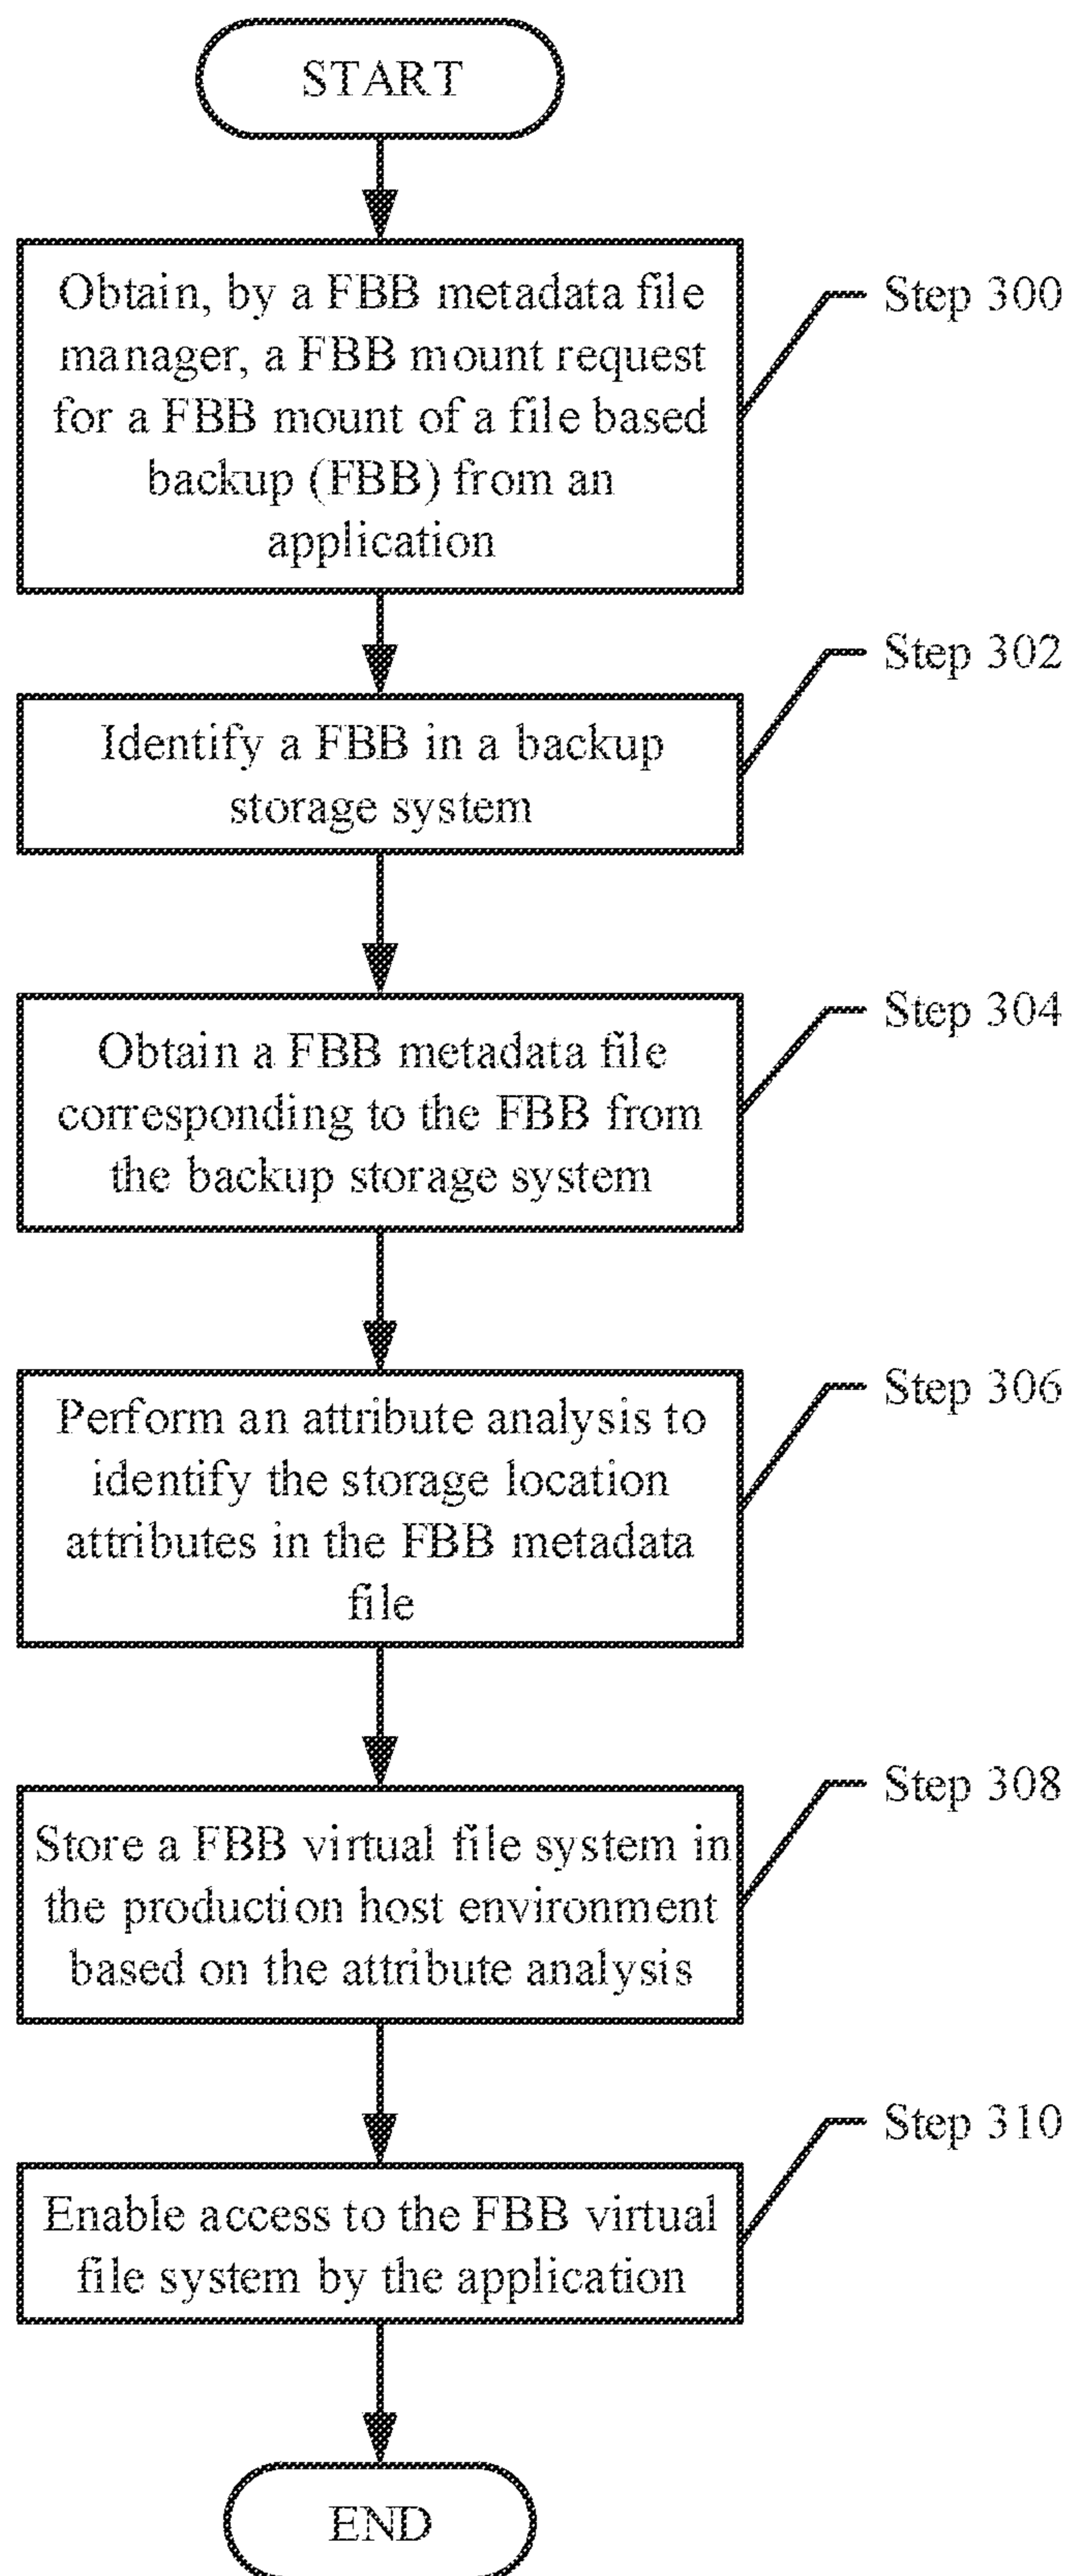 START
Obtain, by a FBB metadata file
manager, a FBB mount request
for a FBB mount of a file based
backup (FBB) from an
application
Step 300
Identify a FBB in a backup
storage system
Step 302
Obtain a FBB metadata file
corresponding to the FBB from
the backup storage system
Step 304
Perform an attribute analysis to
identify the storage location
attributes in the FBB metadata
file
Step 306
Store a FBB virtual file system in
the production host environment
based on the attribute analysis
Step 308
Enable access to the FBB virtual
file system by the application
Step 310
END